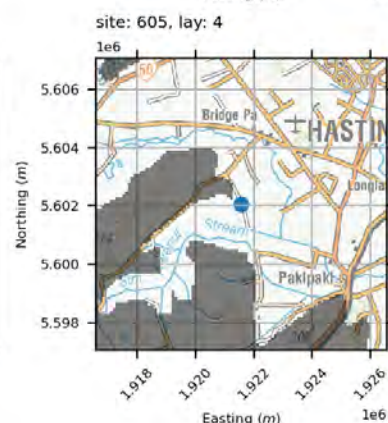 site: 605, lay: 4
1e6
50
5,606
Bridge Pa
HASTIN
5,604
Longla
5,602
Northing (m)
Stream
5,600
Pakipaki
5,598
1,918
1,920
1,922
1,924
1,926
1e6
Easting (m)